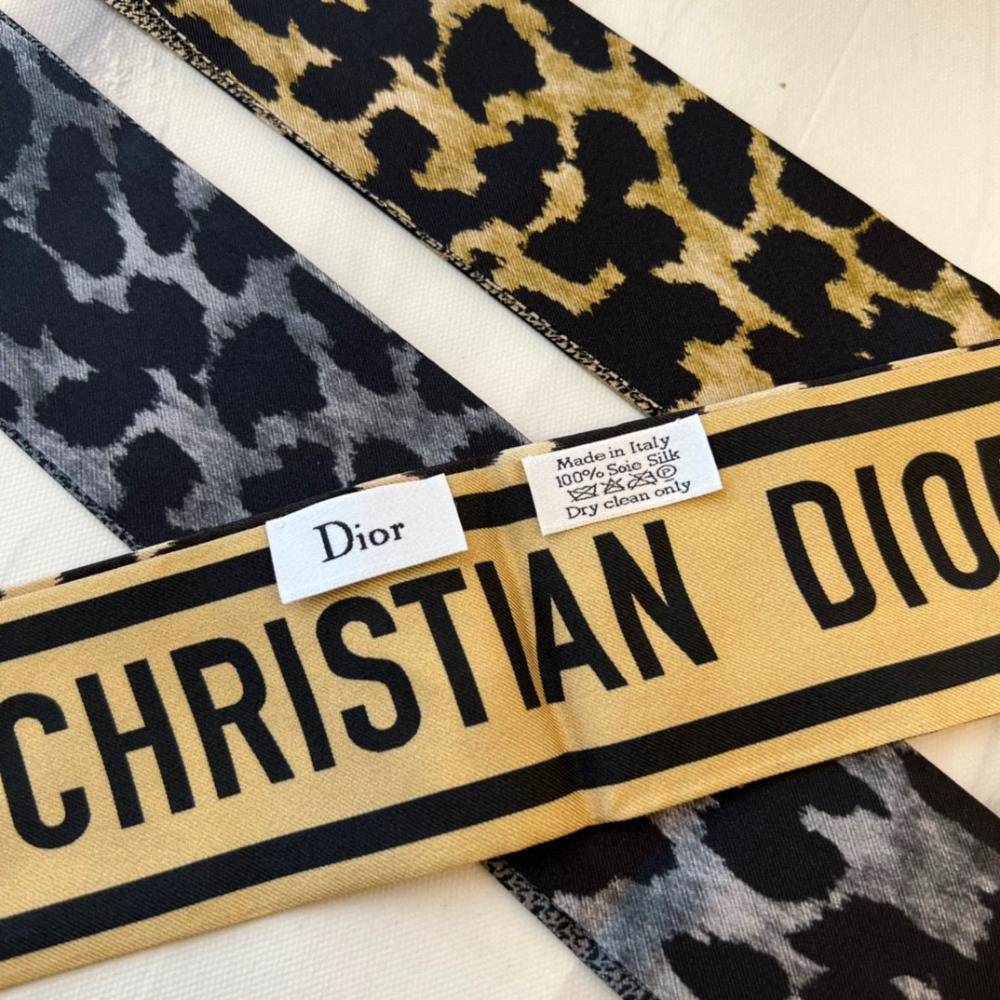 Dior
Made in Italy
100% Soie Silk
Dry clean only
CHRISTIAN DIOR